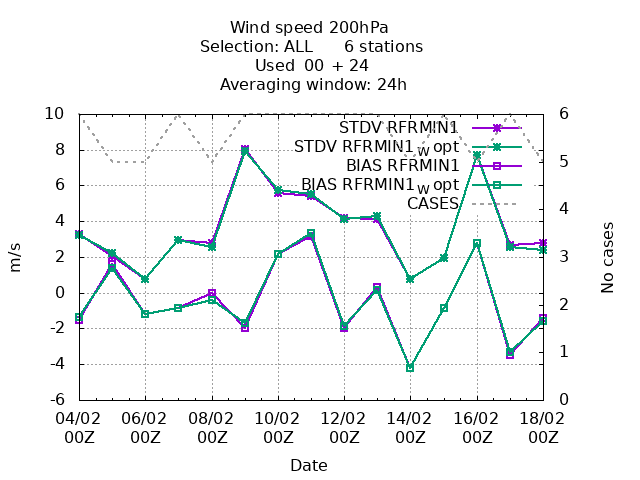 Wind speed 200hPa
Selection: ALL 6 stations
Used 00 + 24
Averaging window: 24h
10
8
6
4
2
0
-2
-4
-6
m/s
6
5
4
3
2
1
0
No cases
STDV RFRMIN1
STDV RFRMIN1_w opt
BIAS RFRMIN1
BIAS RFRMIN1_w opt
CASES
04/02 06/02 08/02 10/02 12/02 14/02 16/02 18/02
00Z 00Z 00Z 00Z 00Z 00Z 00Z 00Z
Date